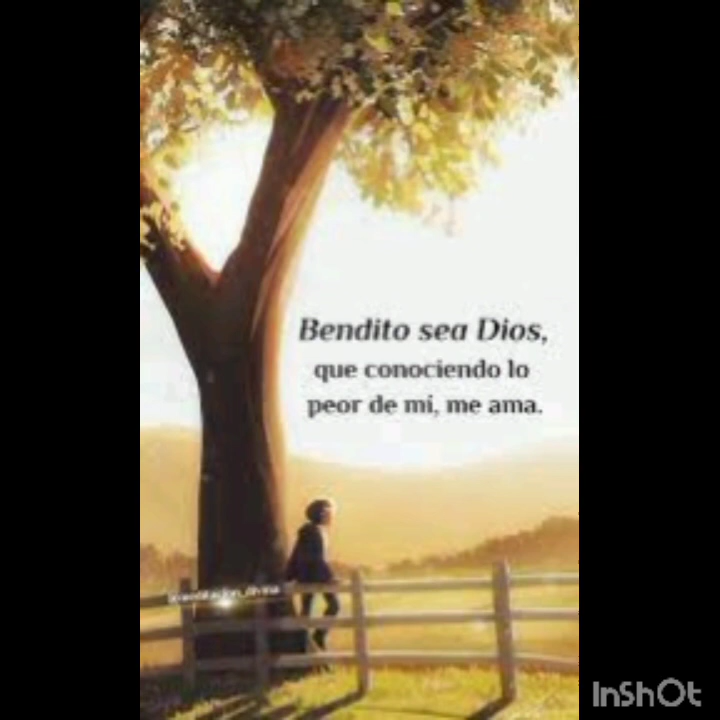 Bendito sea Dios,
que conociendo lo
peor de mi, me ama.
InShOt